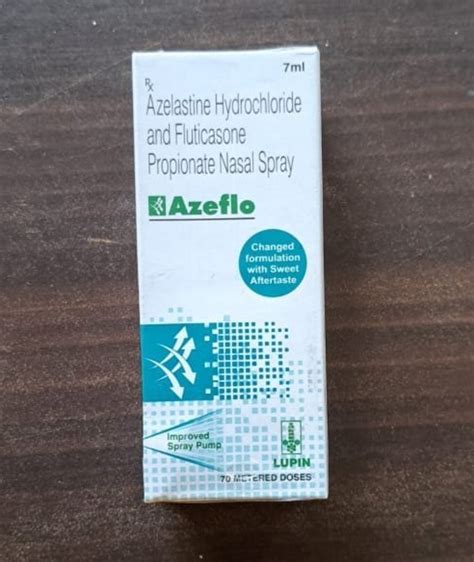 7ml
Rx
Azelastine Hydrochloride
and Fluticasone
Propionate Nasal Spray
Azeflo
Changed
formulation
with Sweet
Aftertaste
Improved
Spray Pump
LUPIN
70 METERED DOSES